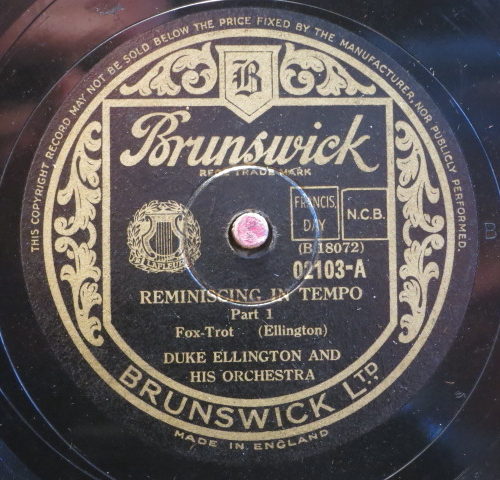 THIS COPYRIGHT RECORD MAY NOT BE SOLD BELOW THE PRICE FIXED BY THE MANUFACTURER, NOR PUBLICLY PERFORMED.
B
Brunswick
REGD TRADE MARK
FRANCIS, DAY
N.C.B.
(B 18072)
02103-A
REMINISCING IN TEMPO
Part 1
Fox-Trot (Ellington)
DUKE ELLINGTON AND
HIS ORCHESTRA
BRUNSWICK LTD.
MADE IN ENGLAND
B